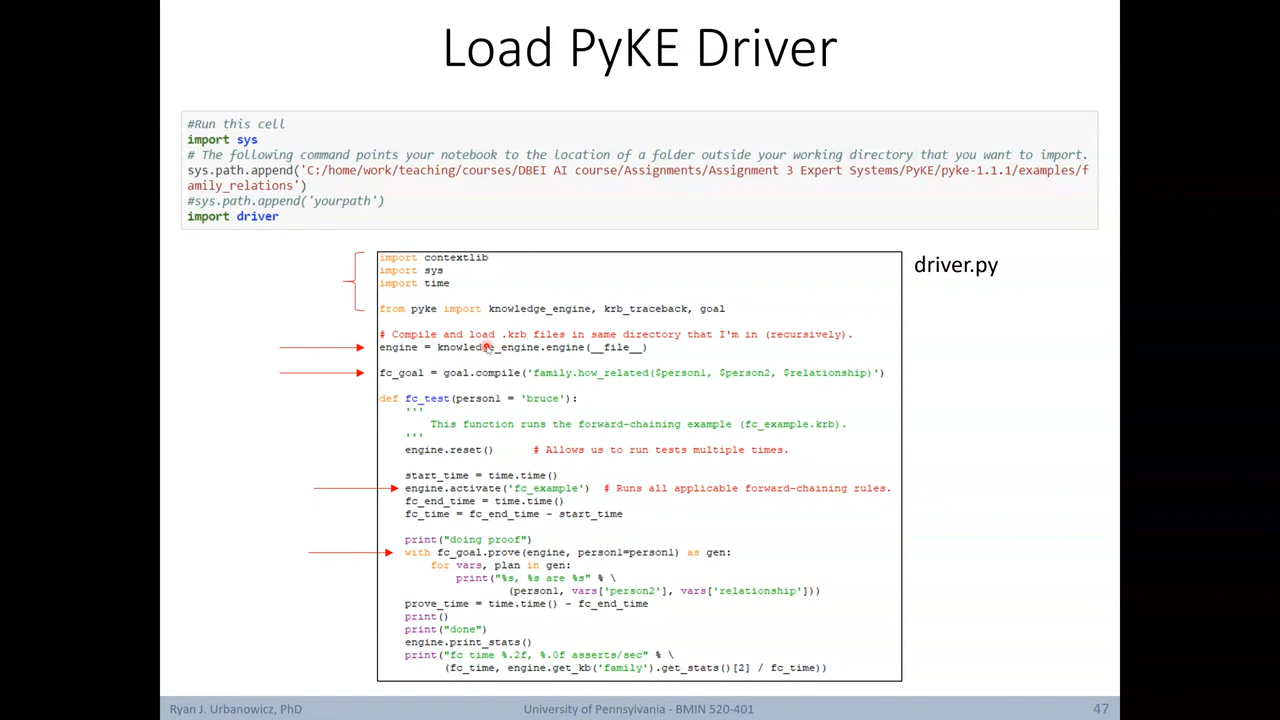 Load PyKE Driver
#Run this cell
import sys
# The following command points your notebook to the location of a folder outside your working directory that you want to import.
sys.path.append('C:/home/work/teaching/courses/DBEI AI course/Assignments/Assignment 3 Expert Systems/PyKE/pyke-1.1.1/examples/f
amily_relations')
#sys.path.append('yourpath')
import driver
driver.py
import contextlib
import sys
import time
from pyke import knowledge_engine, krb_traceback, goal
# Compile and load .krb files in same directory that I'm in (recursively).
engine = knowledge_engine.engine(__file__)
fc_goal = goal.compile('family.how_related($person1, $person2, $relationship)')
def fc_test(person1 = 'bruce'):
'''
This function runs the forward-chaining example (fc_example.krb).
'''
engine.reset() # Allows us to run tests multiple times.
start_time = time.time()
engine.activate('fc_example') # Runs all applicable forward-chaining rules.
fc_end_time = time.time()
fc_time = fc_end_time - start_time
print("doing proof")
with fc_goal.prove(engine, person1=person1) as gen:
for vars, plan in gen:
print("%s, %s are %s" % \
(person1, vars['person2'], vars['relationship']))
prove_time = time.time() - fc_end_time
print()
print("done")
engine.print_stats()
print("fc time %.2f, %.0f asserts/sec" % \
(fc_time, engine.get_kb('family').get_stats()[2] / fc_time))
Ryan J. Urbanowicz, PhD
University of Pennsylvania - BMIN 520-401
47